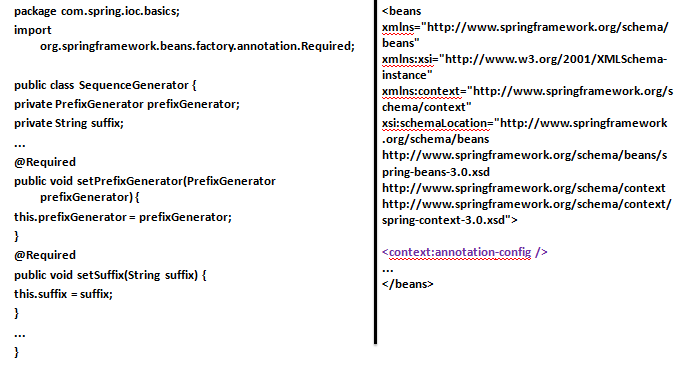 package com.spring.ioc.basics;
import
org.springframework.beans.factory.annotation.Required;
public class SequenceGenerator {
private PrefixGenerator prefixGenerator;
private String suffix;
...
@Required
public void setPrefixGenerator(PrefixGenerator
prefixGenerator) {
this.prefixGenerator = prefixGenerator;
}
@Required
public void setSuffix(String suffix) {
this.suffix = suffix;
}
...
}
<beans
xmlns="http://www.springframework.org/schema/
beans"
xmlns:xsi="http://www.w3.org/2001/XMLSchema-
instance"
xmlns:context="http://www.springframework.org/s
chema/context"
xsi:schemaLocation="http://www.springframework
.org/schema/beans
http://www.springframework.org/schema/beans/s
pring-beans-3.0.xsd
http://www.springframework.org/schema/context
http://www.springframework.org/schema/context/
spring-context-3.0.xsd">
<context:annotation-config />
...
</beans>